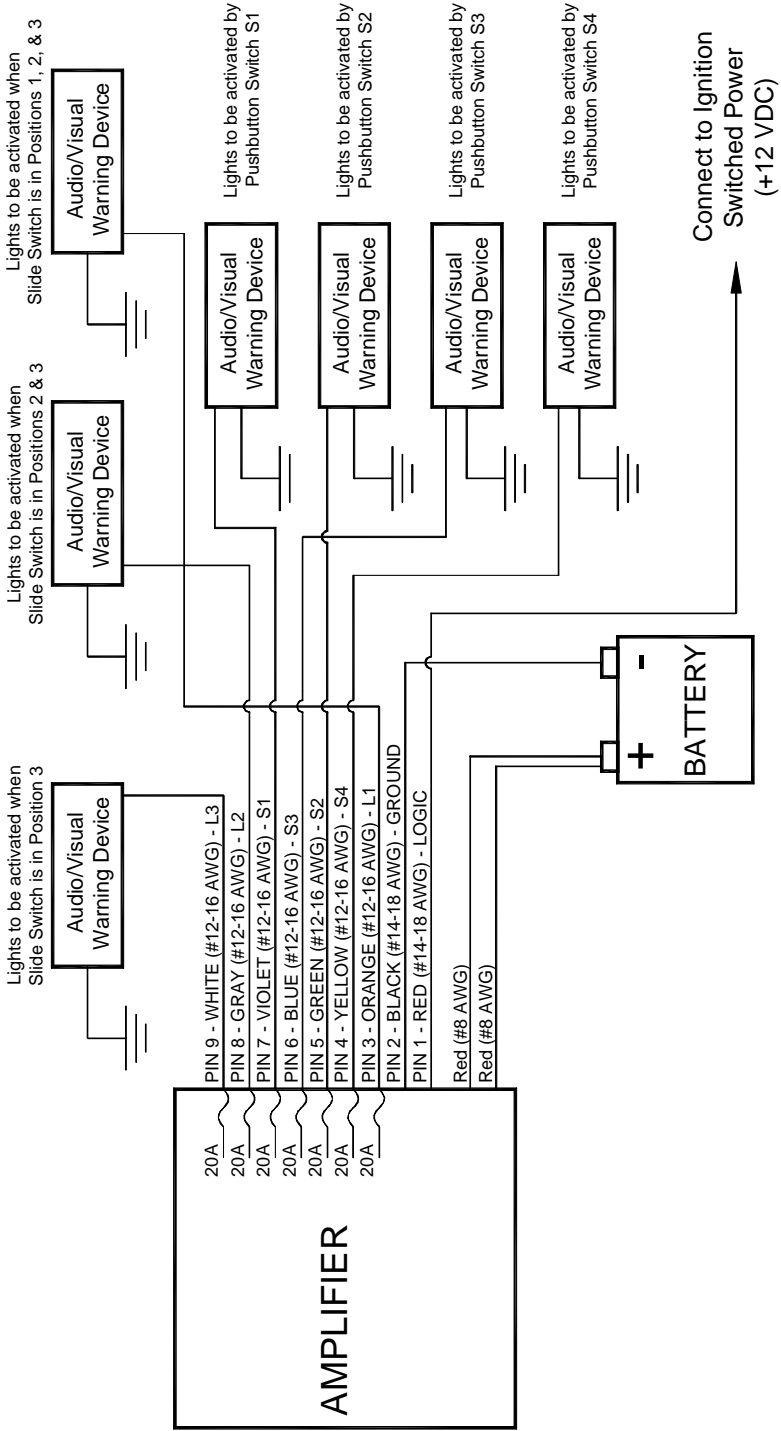 Lights to be activated when
Slide Switch is in Position 3
Audio/Visual
Warning Device
Lights to be activated when
Slide Switch is in Positions 2 & 3
Audio/Visual
Warning Device
Lights to be activated when
Slide Switch is in Positions 1, 2, & 3
Audio/Visual
Warning Device
AMPLIFIER
20A
20A
20A
20A
20A
20A
20A
PIN 9 - WHITE (#12-16 AWG) - L3
PIN 8 - GRAY (#12-16 AWG) - L2
PIN 7 - VIOLET (#12-16 AWG) - S1
PIN 6 - BLUE (#12-16 AWG) - S3
PIN 5 - GREEN (#12-16 AWG) - S2
PIN 4 - YELLOW (#12-16 AWG) - S4
PIN 3 - ORANGE (#12-16 AWG) - L1
PIN 2 - BLACK (#14-18 AWG) - GROUND
PIN 1 - RED (#14-18 AWG) - LOGIC
Red (#8 AWG)
Red (#8 AWG)
Audio/Visual
Warning Device
Lights to be activated by
Pushbutton Switch S1
Audio/Visual
Warning Device
Lights to be activated by
Pushbutton Switch S2
Audio/Visual
Warning Device
Lights to be activated by
Pushbutton Switch S3
Audio/Visual
Warning Device
Lights to be activated by
Pushbutton Switch S4
+ -
BATTERY
Connect to Ignition
Switched Power
(+12 VDC)